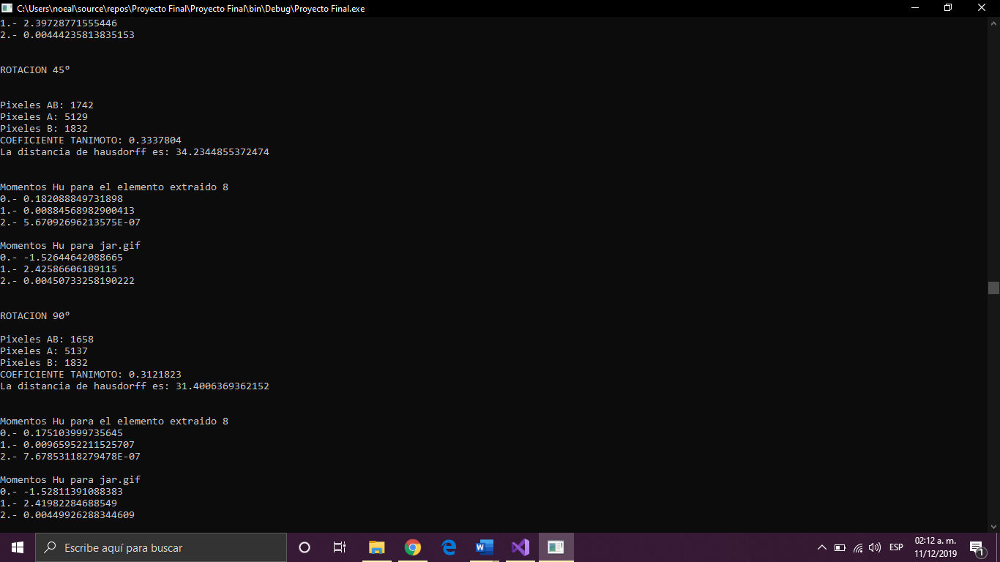 C:\Users\noeal\source\repos\Proyecto Final\Proyecto Final\bin\Debug\Proyecto Final.exe
1.- 2.39728771555446
2.- 0.00444235813835153
ROTACION 45º
Pixeles AB: 1742
Pixeles A: 5129
Pixeles B: 1832
COEFICIENTE TANIMOTO: 0.3337804
La distancia de hausdorff es: 34.2344855372474
Momentos Hu para el elemento extraido 8
0.- 0.182088849731898
1.- 0.00884568982900413
2.- 5.67092696213575E-07
Momentos Hu para jar.gif
0.- -1.52644642088665
1.- 2.42586606189115
2.- 0.00450733258190222
ROTACION 90º
Pixeles AB: 1658
Pixeles A: 5137
Pixeles B: 1832
COEFICIENTE TANIMOTO: 0.3121823
La distancia de hausdorff es: 31.4006369362152
Momentos Hu para el elemento extraido 8
0.- 0.175103999735645
1.- 0.00965952211525707
2.- 7.67853118279478E-07
Momentos Hu para jar.gif
0.- -1.52811391088383
1.- 2.41982284688549
2.- 0.00449926288344609
Escribe aquí para buscar
ESP
02:12 a. m.
11/12/2019
1